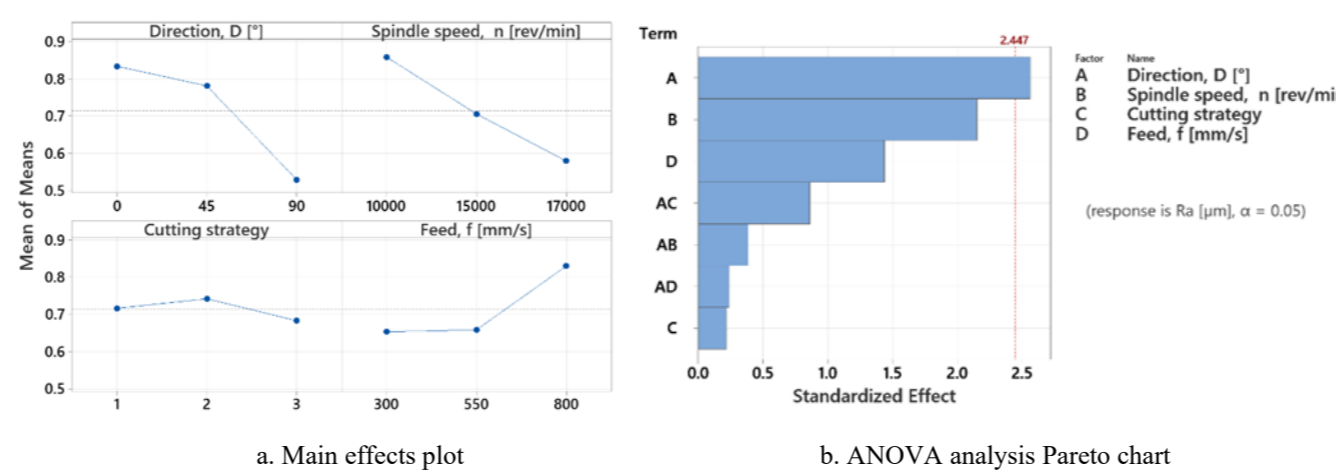 Direction, D [°] Spindle speed, n [rev/min]
0.9
0.8
0.7
0.6
0.5
0 45 90 10000 15000 17000
Cutting strategy Feed, f [mm/s]
0.9
0.8
0.7
0.6
0.5
1 2 3 300 550 800
Mean of Means
a. Main effects plot
Term
2.447
A
B
D
AC
AB
AD
C
0.0 0.5 1.0 1.5 2.0 2.5
Standardized Effect
Factor Name
A Direction, D [°]
B Spindle speed, n [rev/mi
C Cutting strategy
D Feed, f [mm/s]
(response is Ra [μm], α = 0.05)
b. ANOVA analysis Pareto chart